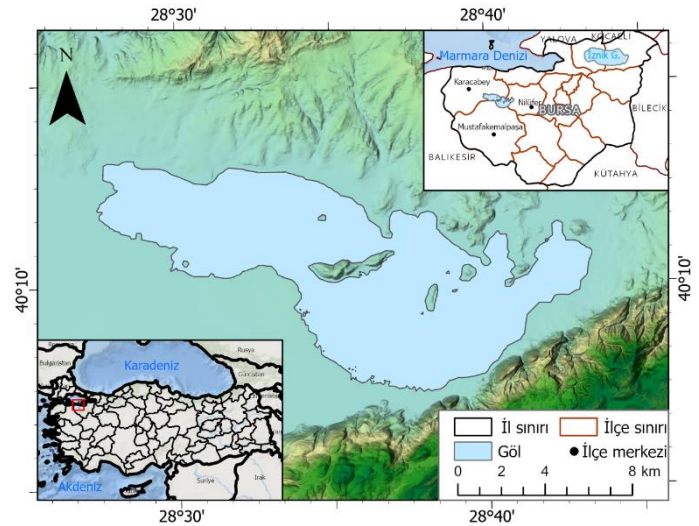 28°30'
28°40'
N
YALOVA
KOCAELİ
Marmara Denizi
İznik G.
Karacabey
Nilüfer
BURSA
BİLECİK
Mustafakemalpaşa
BALIKESİR
KÜTAHYA
40°10'
40°10'
Bulgaristan
Karadeniz
Rusya
Gürcistan
Akdeniz
Suriye
Irak
İl sınırı
İlçe sınırı
Göl
İlçe merkezi
0 2 4 6 8 km
28°30'
28°40'